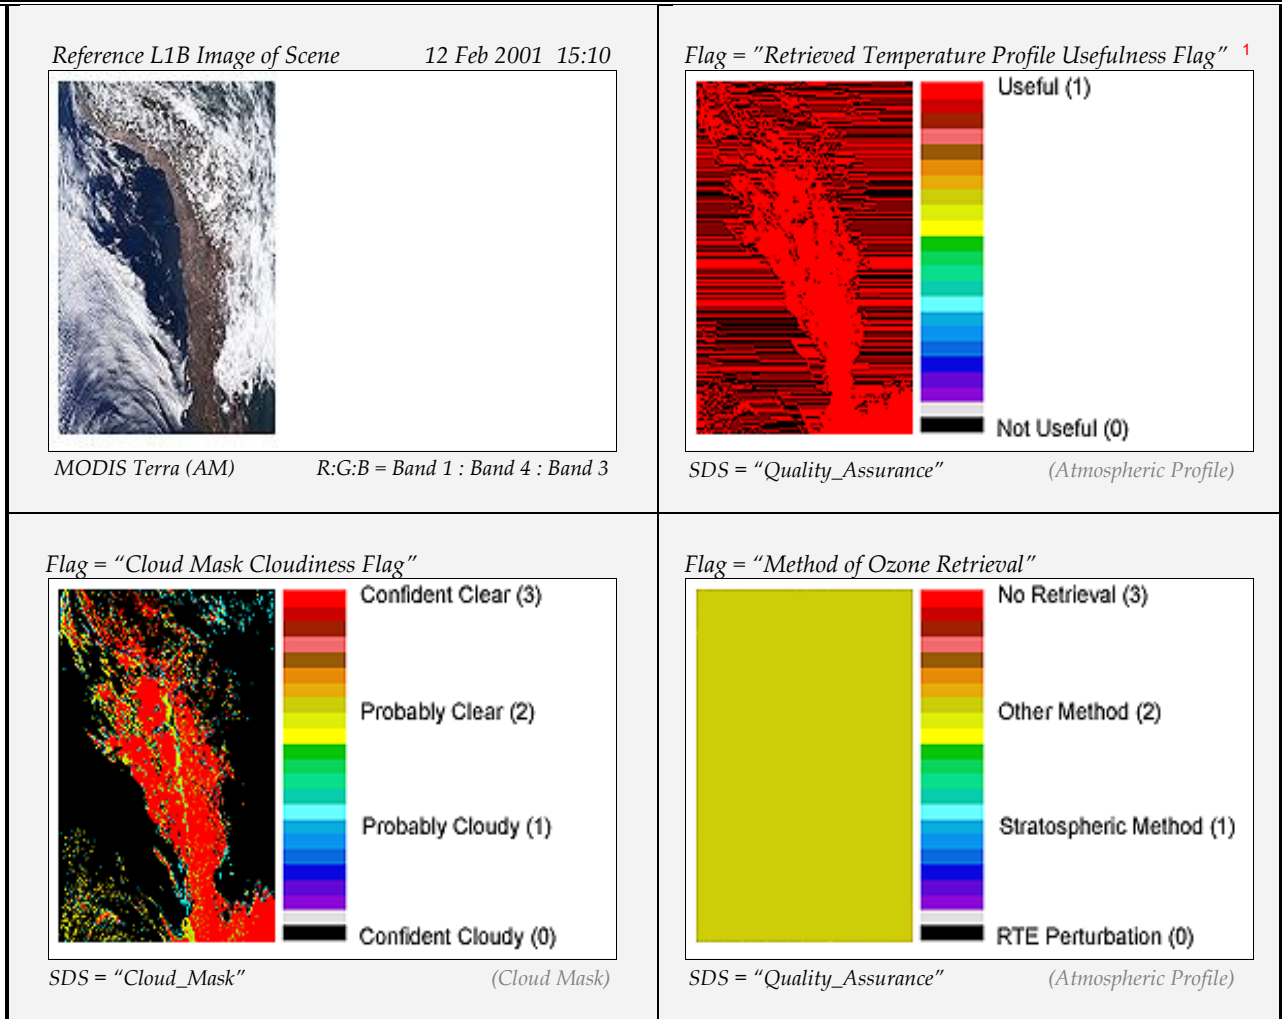 Reference L1B Image of Scene 12 Feb 2001 15:10
MODIS Terra (AM) R:G:B = Band 1 : Band 4 : Band 3
Flag = ”Retrieved Temperature Profile Usefulness Flag” 1
Useful (1)
Not Useful (0)
SDS = “Quality_Assurance” (Atmospheric Profile)
Flag = “Cloud Mask Cloudiness Flag”
Confident Clear (3)
Probably Clear (2)
Probably Cloudy (1)
Confident Cloudy (0)
SDS = “Cloud_Mask” (Cloud Mask)
Flag = “Method of Ozone Retrieval”
No Retrieval (3)
Other Method (2)
Stratospheric Method (1)
RTE Perturbation (0)
SDS = “Quality_Assurance” (Atmospheric Profile)